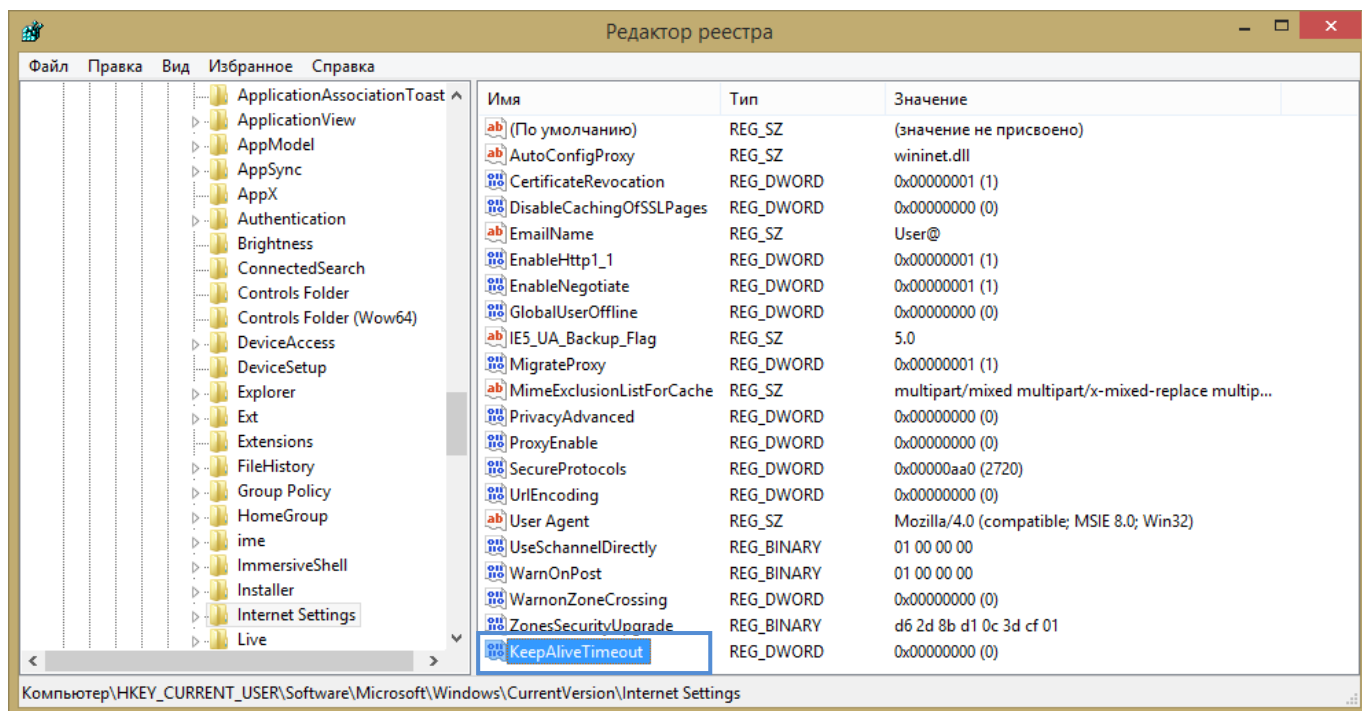 Редактор реестра
Файл Правка Вид Избранное Справка
ApplicationAssociationToast
ApplicationView
AppModel
AppSync
AppX
Authentication
Brightness
ConnectedSearch
Controls Folder
Controls Folder (Wow64)
DeviceAccess
DeviceSetup
Explorer
Ext
Extensions
FileHistory
Group Policy
HomeGroup
ime
ImmersiveShell
Installer
Internet Settings
Live
Имя Тип Значение
(По умолчанию) REG_SZ (значение не присвоено)
AutoConfigProxy REG_SZ wininet.dll
CertificateRevocation REG_DWORD 0x00000001 (1)
DisableCachingOfSSLPages REG_DWORD 0x00000000 (0)
EmailName REG_SZ User@
EnableHttp1_1 REG_DWORD 0x00000001 (1)
EnableNegotiate REG_DWORD 0x00000001 (1)
GlobalUserOffline REG_DWORD 0x00000000 (0)
IE5_UA_Backup_Flag REG_SZ 5.0
MigrateProxy REG_DWORD 0x00000001 (1)
MimeExclusionListForCache REG_SZ multipart/mixed multipart/x-mixed-replace multip...
PrivacyAdvanced REG_DWORD 0x00000000 (0)
ProxyEnable REG_DWORD 0x00000000 (0)
SecureProtocols REG_DWORD 0x00000aa0 (2720)
UrlEncoding REG_DWORD 0x00000000 (0)
User Agent REG_SZ Mozilla/4.0 (compatible; MSIE 8.0; Win32)
UseSchannelDirectly REG_BINARY 01 00 00 00
WarnOnPost REG_BINARY 01 00 00 00
WarnonZoneCrossing REG_DWORD 0x00000000 (0)
ZonesSecurityUpgrade REG_BINARY d6 2d 8b d1 0c 3d cf 01
KeepAliveTimeout REG_DWORD 0x00000000 (0)
Компьютер\HKEY_CURRENT_USER\Software\Microsoft\Windows\CurrentVersion\Internet Settings